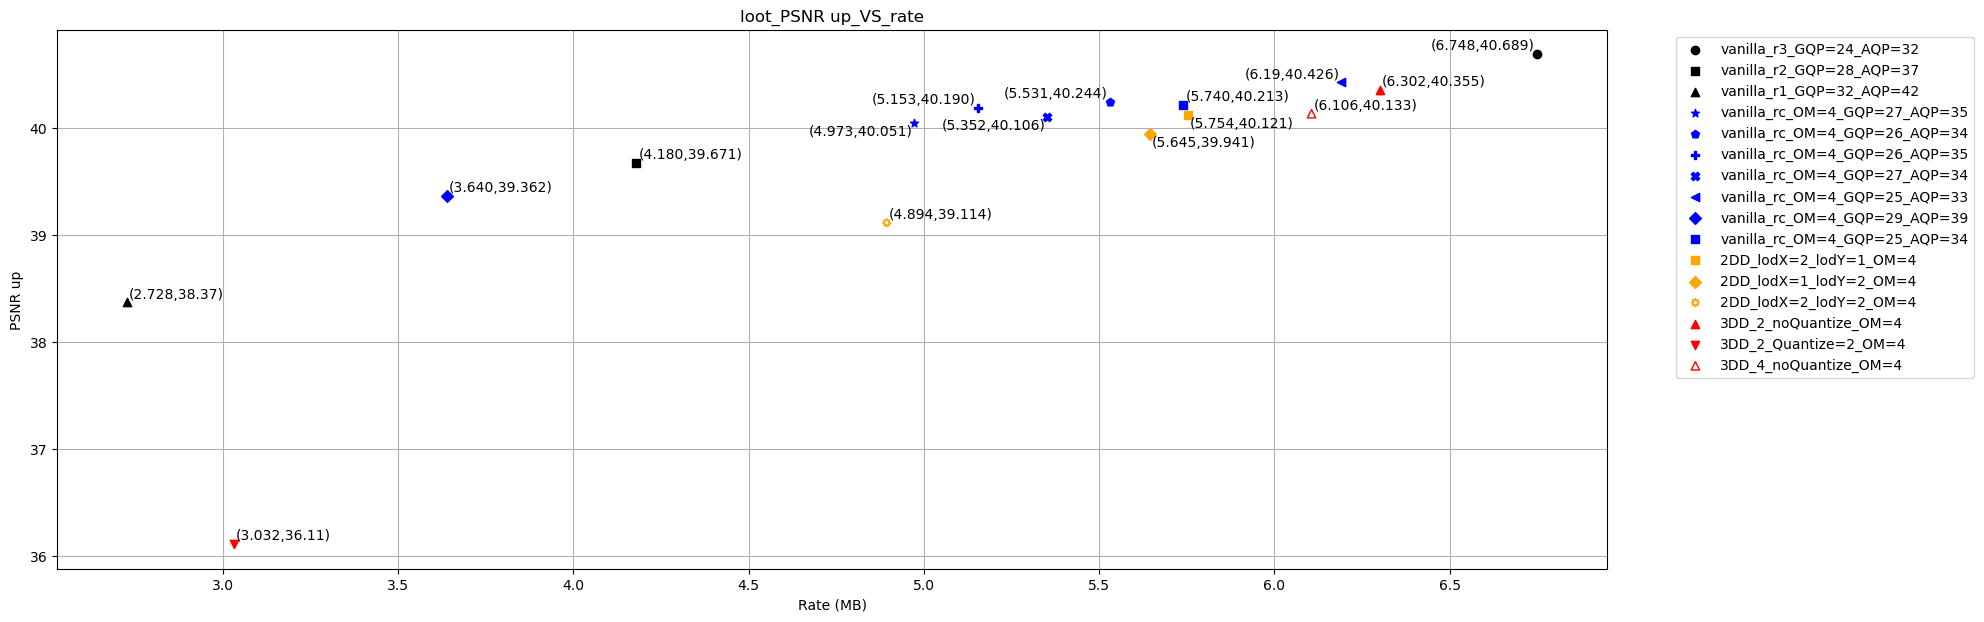 loot_PSNR up_VS_rate
(6.748,40.689)
(6.19,40.426)
(6.302,40.355)
(5.531,40.244)
(5.740,40.213)
(5.153,40.190)
(6.106,40.133)
(5.352,40.106)
(5.754,40.121)
(4.973,40.051)
(5.645,39.941)
(4.180,39.671)
(3.640,39.362)
(4.894,39.114)
(2.728,38.37)
(3.032,36.11)
PSNR up
40
39
38
37
36
3.0
3.5
4.0
4.5
5.0
5.5
6.0
6.5
Rate (MB)
vanilla_r3_GQP=24_AQP=32
vanilla_r2_GQP=28_AQP=37
vanilla_r1_GQP=32_AQP=42
vanilla_rc_OM=4_GQP=27_AQP=35
vanilla_rc_OM=4_GQP=26_AQP=34
vanilla_rc_OM=4_GQP=26_AQP=35
vanilla_rc_OM=4_GQP=27_AQP=34
vanilla_rc_OM=4_GQP=25_AQP=33
vanilla_rc_OM=4_GQP=29_AQP=39
vanilla_rc_OM=4_GQP=25_AQP=34
2DD_lodX=2_lodY=1_OM=4
2DD_lodX=1_lodY=2_OM=4
2DD_lodX=2_lodY=2_OM=4
3DD_2_noQuantize_OM=4
3DD_2_Quantize=2_OM=4
3DD_4_noQuantize_OM=4